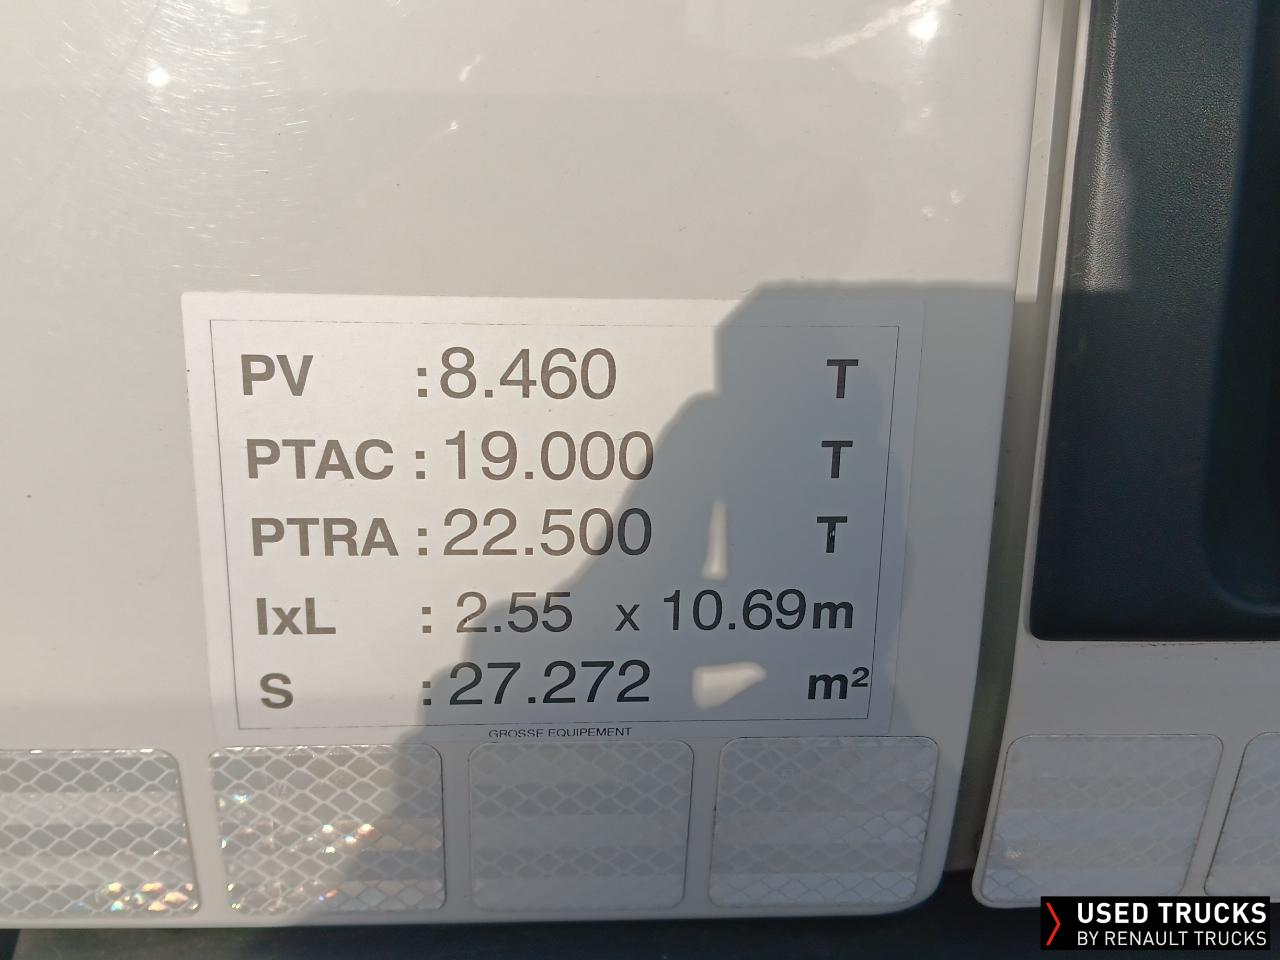 PV :8.460 T
PTAC : 19.000 T
PTRA : 22.500 T
lxL : 2.55 x 10.69 m
S : 27.272 m²
GROSSE EQUIPEMENT
USED TRUCKS
BY RENAULT TRUCKS